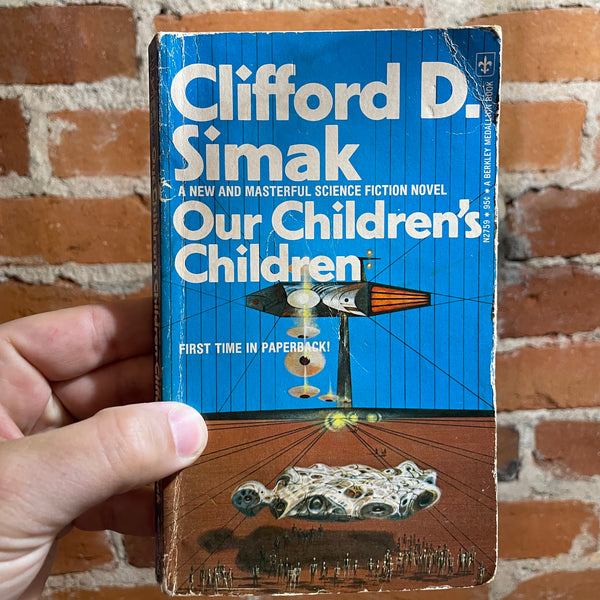 Clifford D.
Simak
A NEW AND MASTERFUL SCIENCE FICTION NOVEL
Our Children's
Children
FIRST TIME IN PAPERBACK!
N2759 * 95¢ * A BERKLEY MEDALLION BOOK